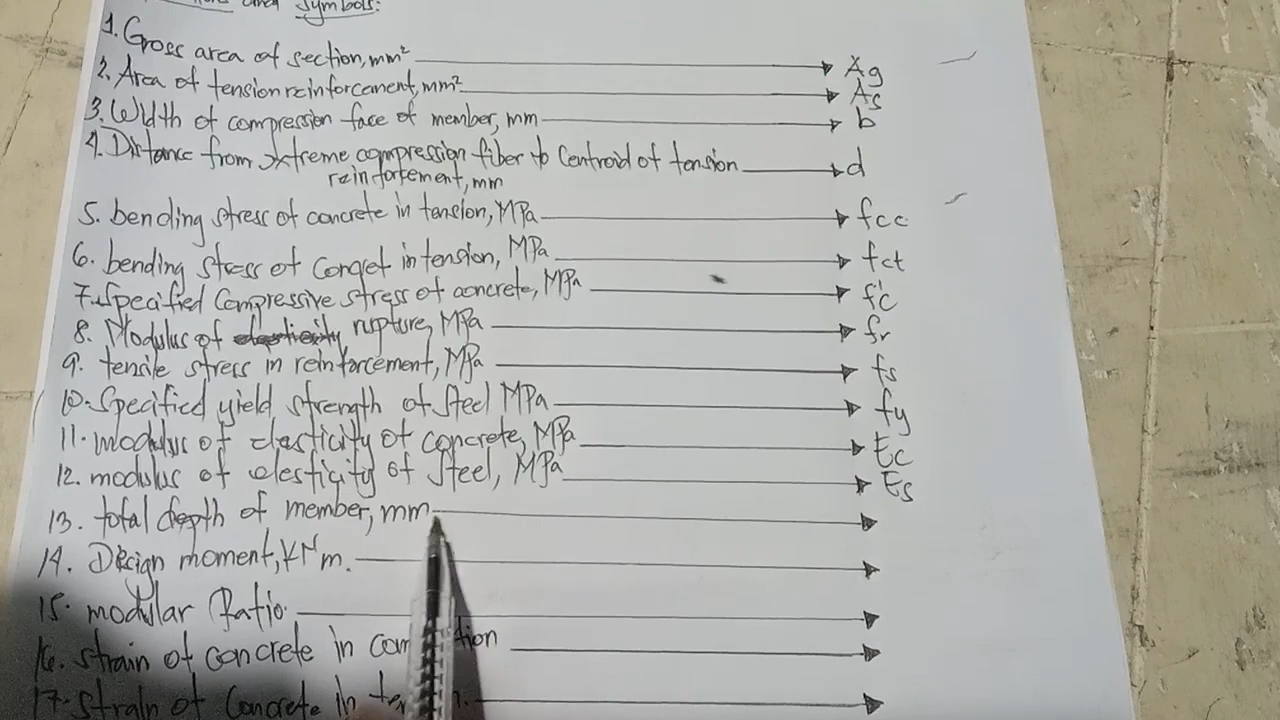 and Symbols:
1. Gross area of section, mm² Ag
2. Area of tension reinforcement, mm² As
3. Width of compression face of member, mm b
4. Distance from extreme compression fiber to Centroid of tension d
reinforcement, mm
5. bending stress of concrete in tension, MPa fcc
6. bending stress of in tension, MPa fct
7. Specified Compressive stress of concrete, MPa f'c
8. Modulus of rupture, MPa fr
9. tensile stress in reinforcement, MPa fs
10. Specified yield strength of Steel MPa fy
11. modulus of elasticity of concrete, MPa Ec
12. modulus of elesticity of Steel, MPa Es
13. total depth of member, mm
14. Design moment, kNm.
15. modular Ratio.
16. Strain of concrete in
17. Strain of Concrete in